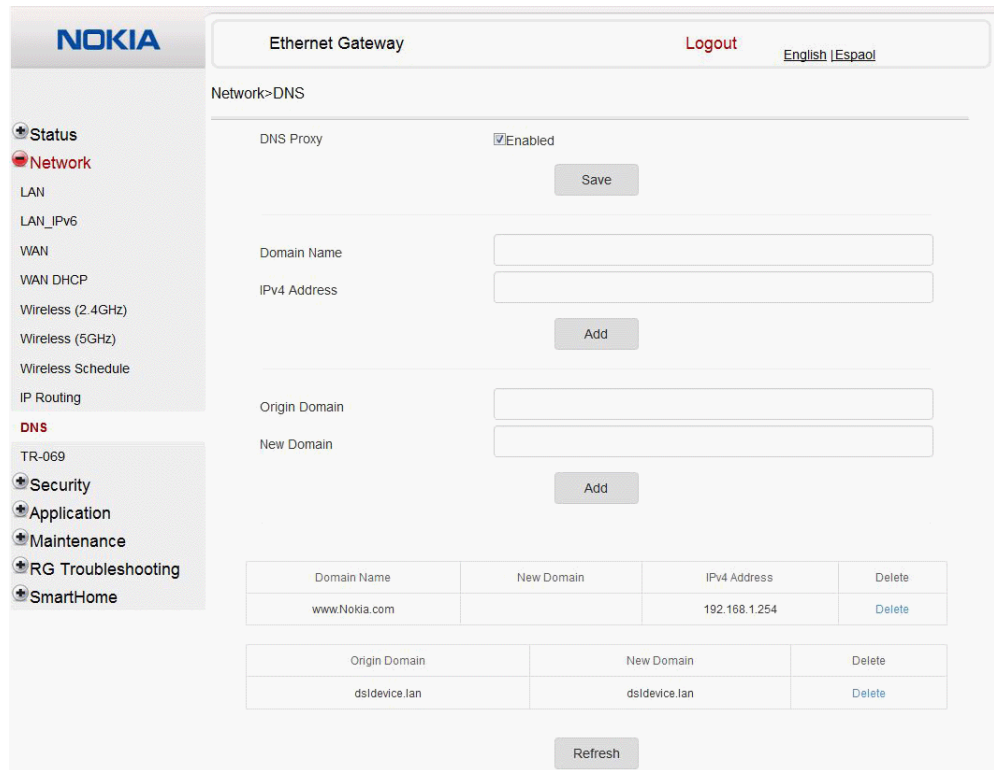 NOKIA
Ethernet Gateway
Logout
English | Espaol
Network>DNS
Status
Network
LAN
LAN_IPv6
WAN
WAN DHCP
Wireless (2.4GHz)
Wireless (5GHz)
Wireless Schedule
IP Routing
DNS
TR-069
Security
Application
Maintenance
RG Troubleshooting
SmartHome
DNS Proxy Enabled
Save
Domain Name
IPv4 Address
Add
Origin Domain
New Domain
Add
Domain Name New Domain IPv4 Address Delete
www.Nokia.com 192.168.1.254 Delete
Origin Domain New Domain Delete
dsldevice.lan dsldevice.lan Delete
Refresh